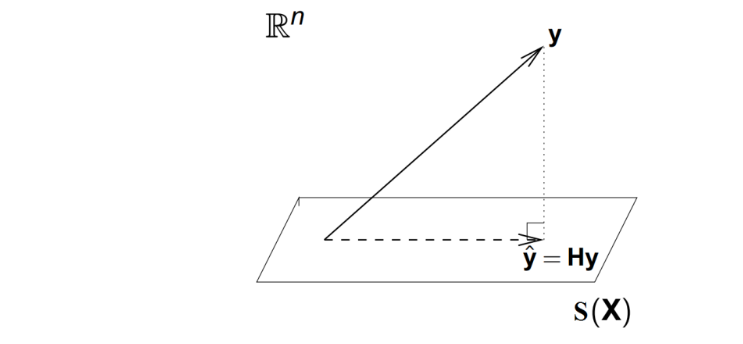 ℝⁿ
y
ŷ = Hy
S(X)